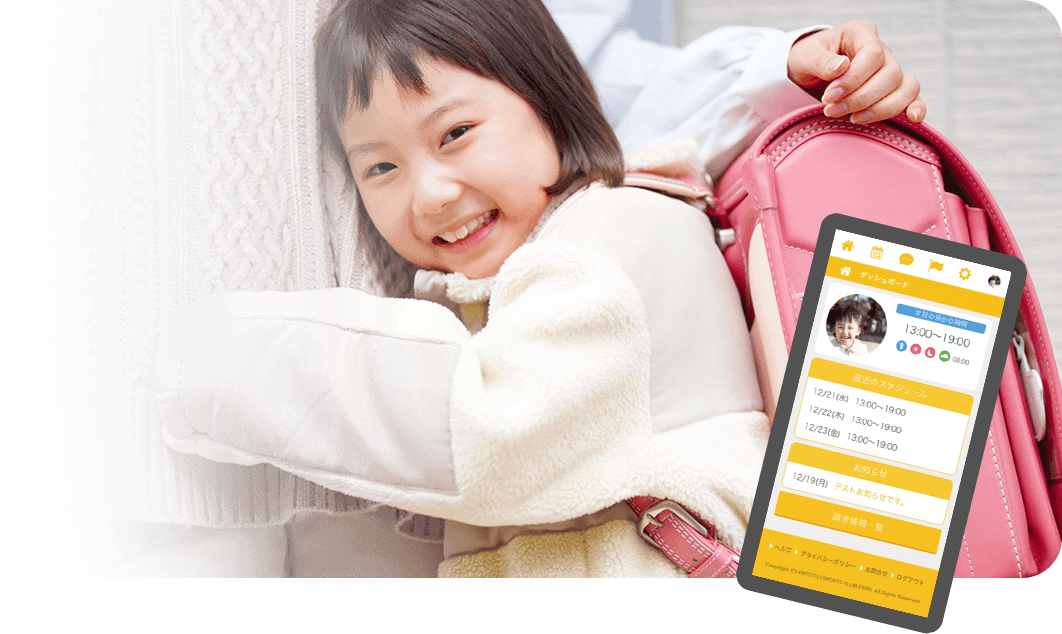 ダッシュボード
本日の預かり時間
13:00〜19:00
08:00
直近のスケジュール
12/21(水) 13:00〜19:00
12/22(木) 13:00〜19:00
12/23(金) 13:00〜19:00
お知らせ
12/19(月) テストお知らせです。
請求情報一覧
ヘルプ プライバシーポリシー お問合せ ログアウト
All Rights Reserved